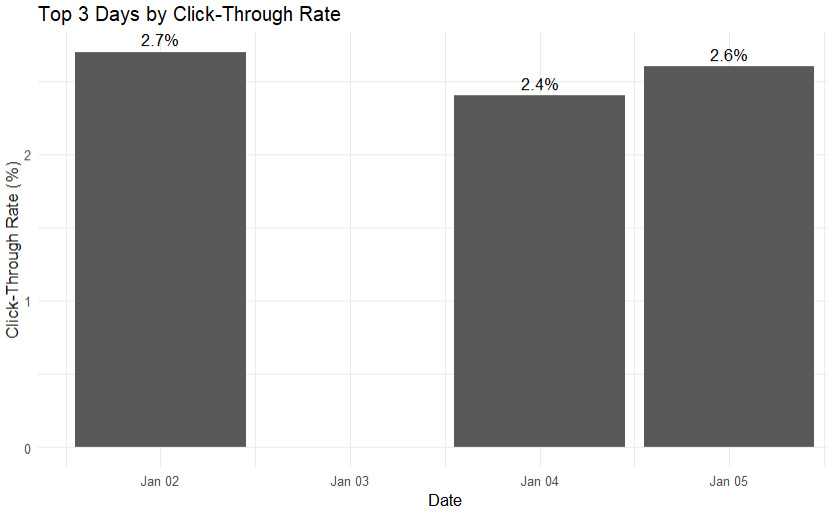 Top 3 Days by Click-Through Rate
2.7%
2.4%
2.6%
Click-Through Rate (%)
2
1
0
Jan 02
Jan 03
Jan 04
Jan 05
Date